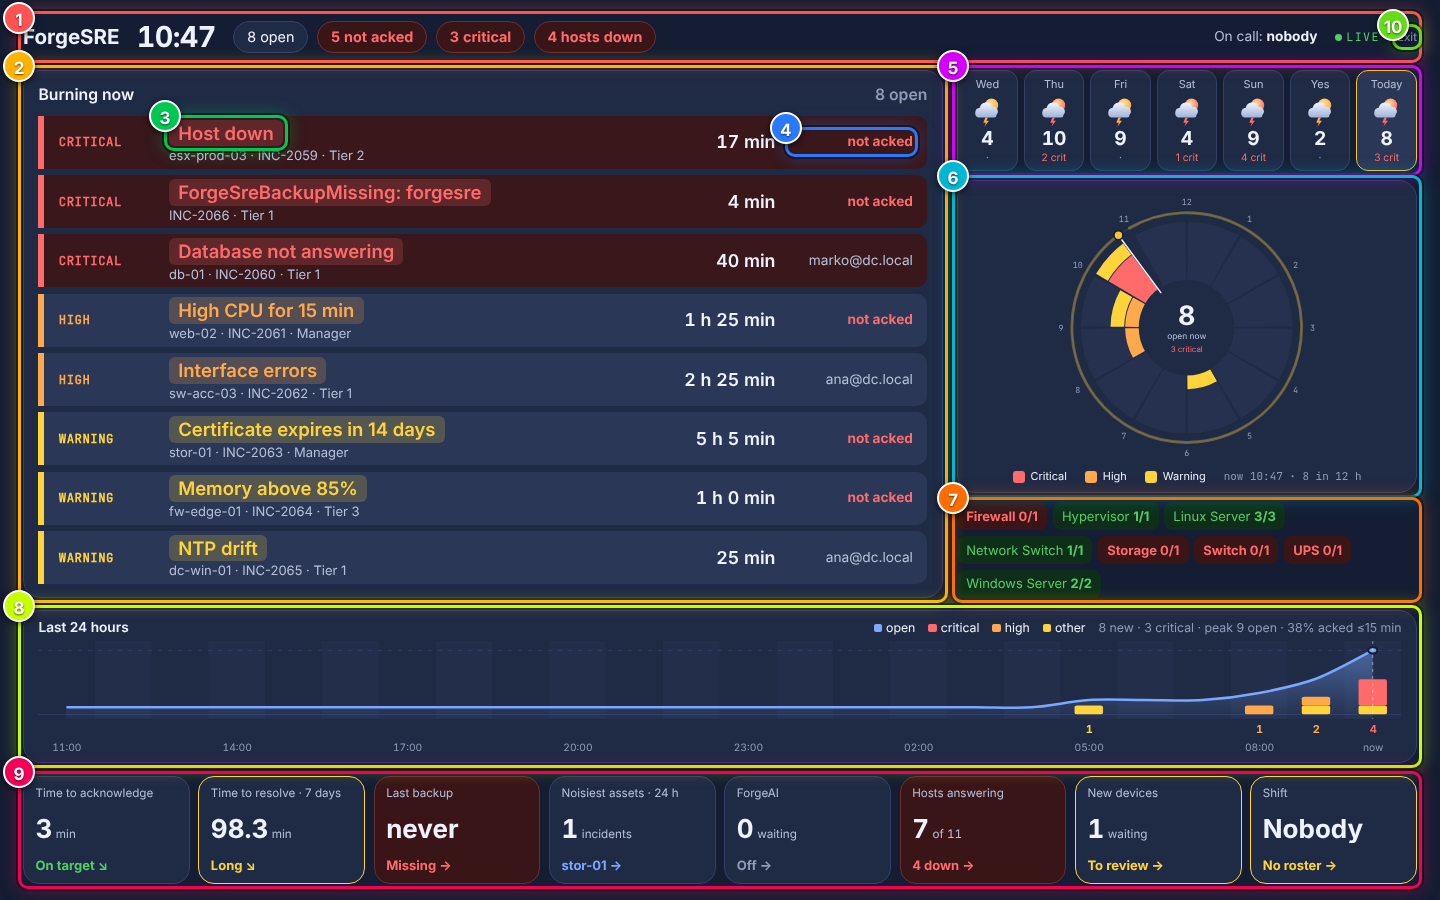 1
ForgeSRE 10:47 8 open 5 not acked 3 critical 4 hosts down
On call: nobody LIVE
10
2
Burning now 8 open
3
CRITICAL Host down 17 min not acked
4
esx-prod-03 · INC-2059 · Tier 2
CRITICAL ForgeSreBackupMissing: forgesre 4 min not acked
INC-2066 · Tier 1
CRITICAL Database not answering 40 min marko@dc.local
db-01 · INC-2060 · Tier 1
HIGH High CPU for 15 min 1 h 25 min not acked
web-02 · INC-2061 · Manager
HIGH Interface errors 2 h 25 min ana@dc.local
sw-acc-03 · INC-2062 · Tier 1
WARNING Certificate expires in 14 days 5 h 5 min not acked
stor-01 · INC-2063 · Manager
WARNING Memory above 85% 1 h 0 min not acked
fw-edge-01 · INC-2064 · Tier 3
WARNING NTP drift 25 min ana@dc.local
dc-win-01 · INC-2065 · Tier 1
5
Wed Thu Fri Sat Sun Yes Today
4 10 9 4 9 2 8
· 2 crit · 1 crit 4 crit · 3 crit
6
12
11 1
10 2
9 3
8 4
7 5
6
8
open now
3 critical
Critical High Warning now 10:47 · 8 in 12 h
7
Firewall 0/1 Hypervisor 1/1 Linux Server 3/3
Network Switch 1/1 Storage 0/1 Switch 0/1 UPS 0/1
Windows Server 2/2
8
Last 24 hours open critical high other 8 new · 3 critical · peak 9 open · 38% acked ≤15 min
1 1 2 4
11:00 14:00 17:00 20:00 23:00 02:00 05:00 08:00 now
9
Time to acknowledge
3 min
On target ↘
Time to resolve · 7 days
98.3 min
Long ↘
Last backup
never
Missing →
Noisiest assets · 24 h
1 incidents
stor-01 →
ForgeAI
0 waiting
Off →
Hosts answering
7 of 11
4 down →
New devices
1 waiting
To review →
Shift
Nobody
No roster →